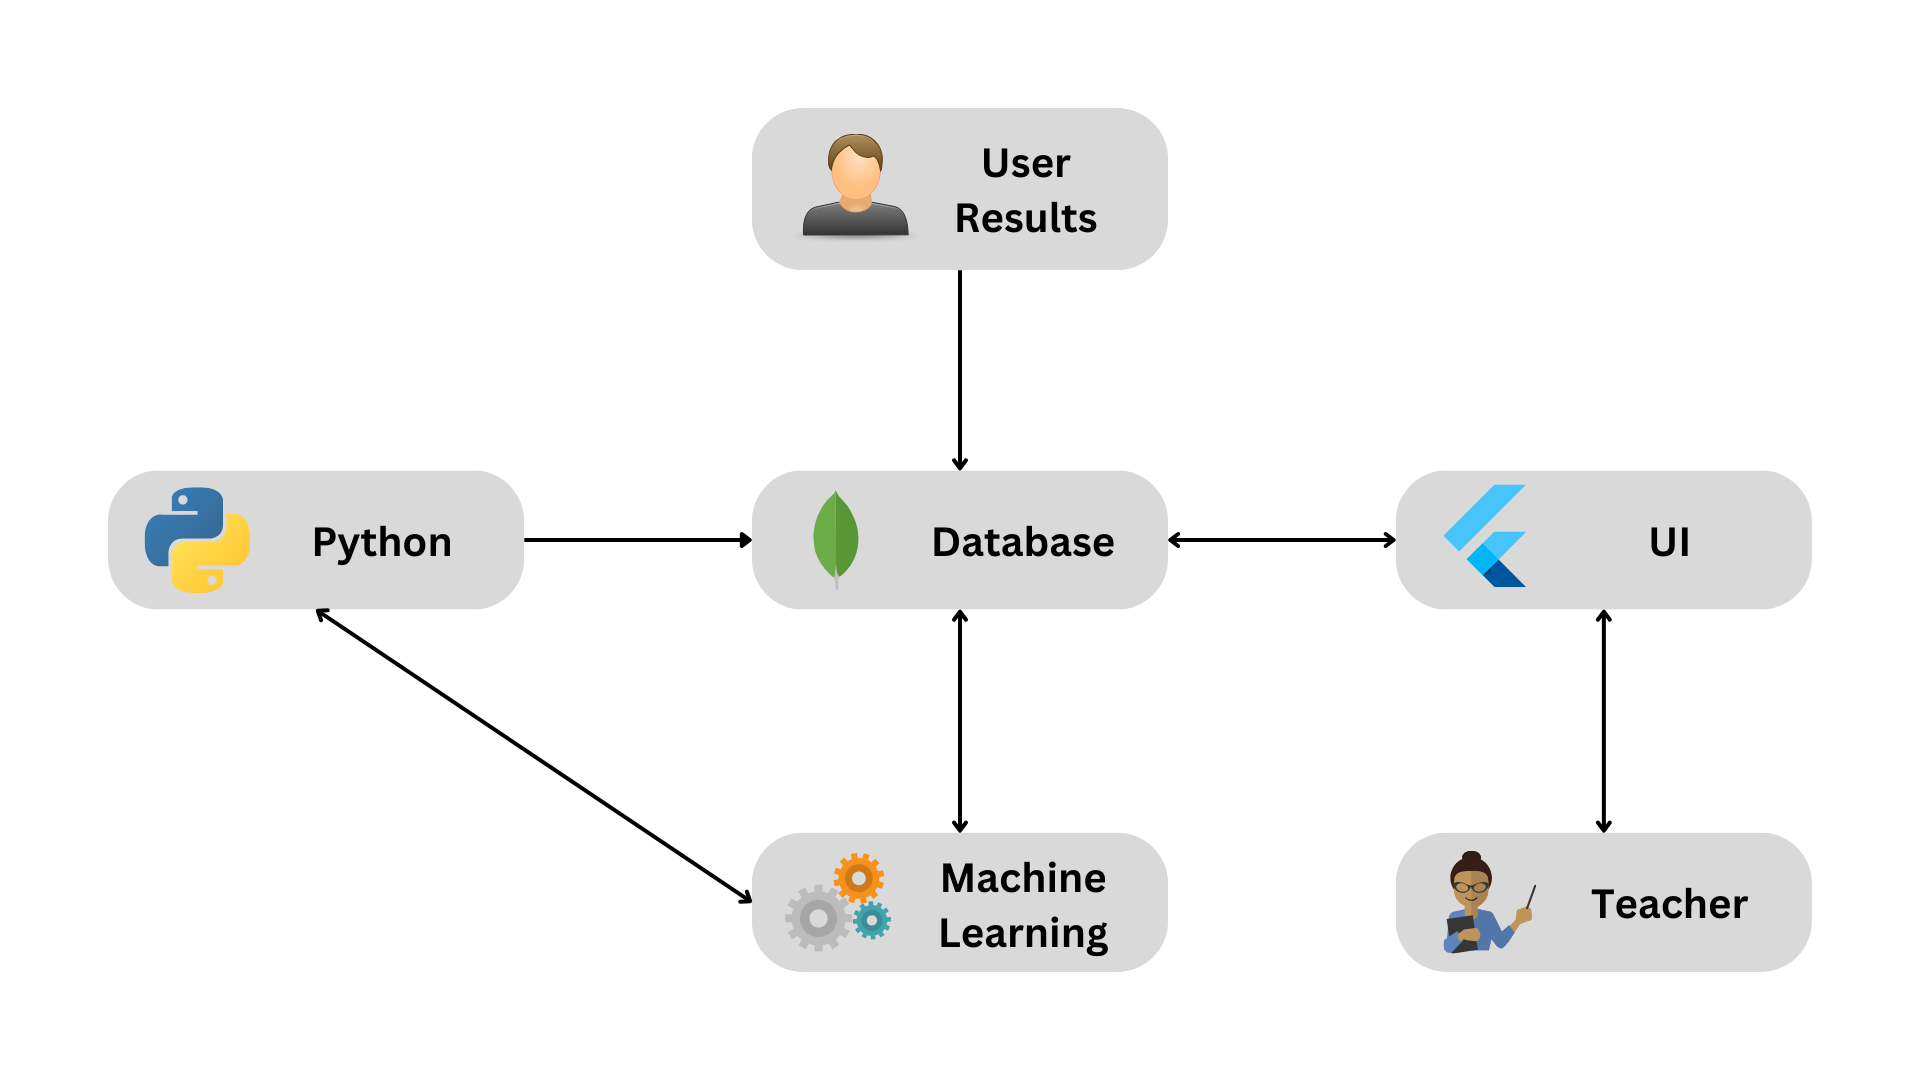 User
Results
Python
Database
UI
Machine
Learning
Teacher